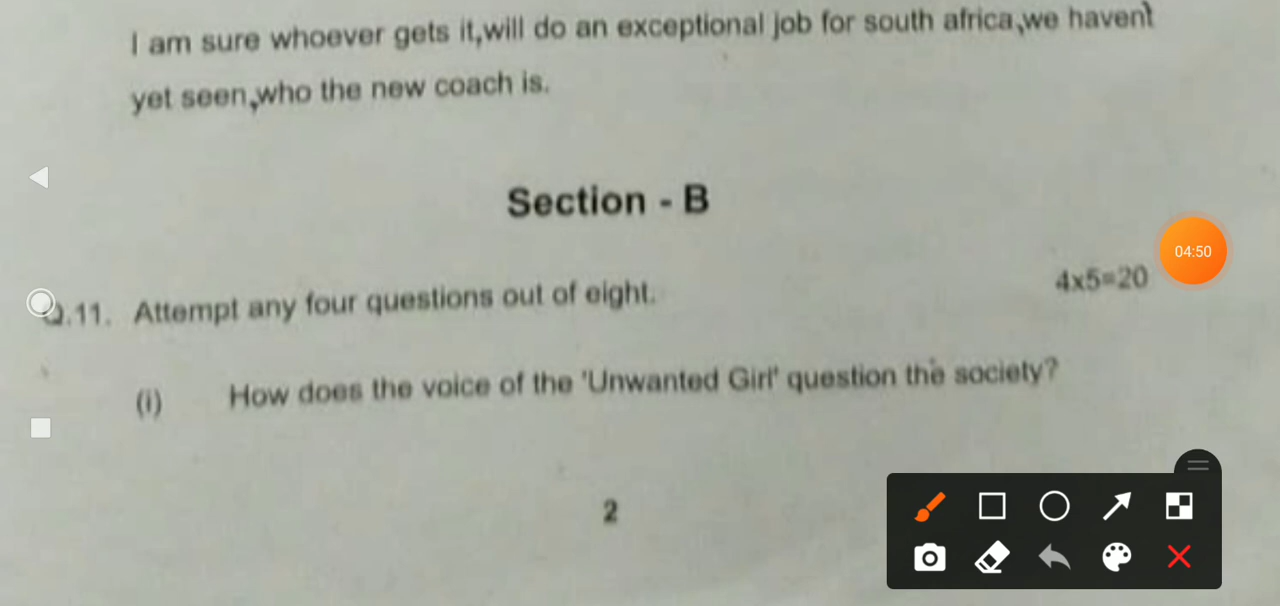 I am sure whoever gets it,will do an exceptional job for south africa,we havent
yet seen,who the new coach is.
Section - B
04:50
4x5=20
Q.11. Attempt any four questions out of eight.
(i) How does the voice of the 'Unwanted Girl' question the society?
2